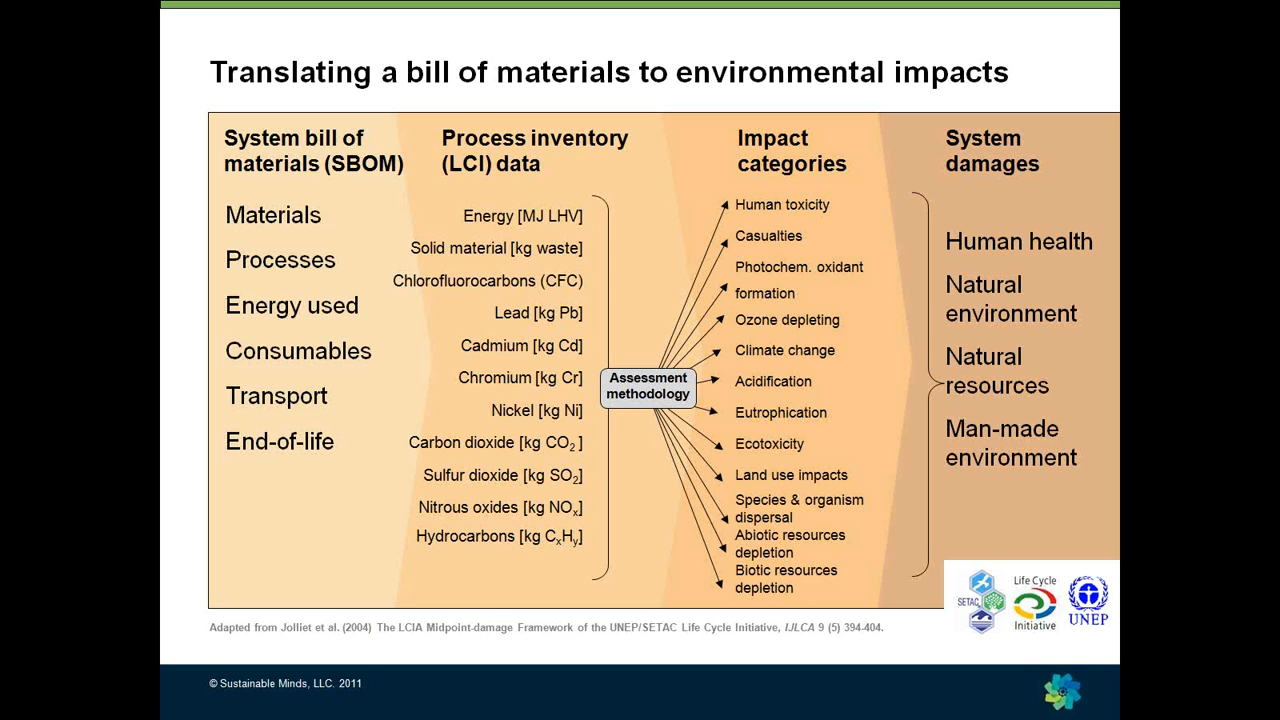 Translating a bill of materials to environmental impacts
System bill of
materials (SBOM)
Materials
Processes
Energy used
Consumables
Transport
End-of-life
Process inventory
(LCI) data
Energy [MJ LHV]
Solid material [kg waste]
Chlorofluorocarbons (CFC)
Lead [kg Pb]
Cadmium [kg Cd]
Chromium [kg Cr]
Nickel [kg Ni]
Carbon dioxide [kg CO2 ]
Sulfur dioxide [kg SO2]
Nitrous oxides [kg NOx]
Hydrocarbons [kg CxHy]
Assessment
methodology
Impact
categories
Human toxicity
Casualties
Photochem. oxidant
formation
Ozone depleting
Climate change
Acidification
Eutrophication
Ecotoxicity
Land use impacts
Species & organism
dispersal
Abiotic resources
depletion
Biotic resources
depletion
System
damages
Human health
Natural
environment
Natural
resources
Man-made
environment
SETAC
Life Cycle
Initiative
UNEP
Adapted from Jolliet et al. (2004) The LCIA Midpoint-damage Framework of the UNEP/SETAC Life Cycle Initiative, IJLCA 9 (5) 394-404.
© Sustainable Minds, LLC. 2011